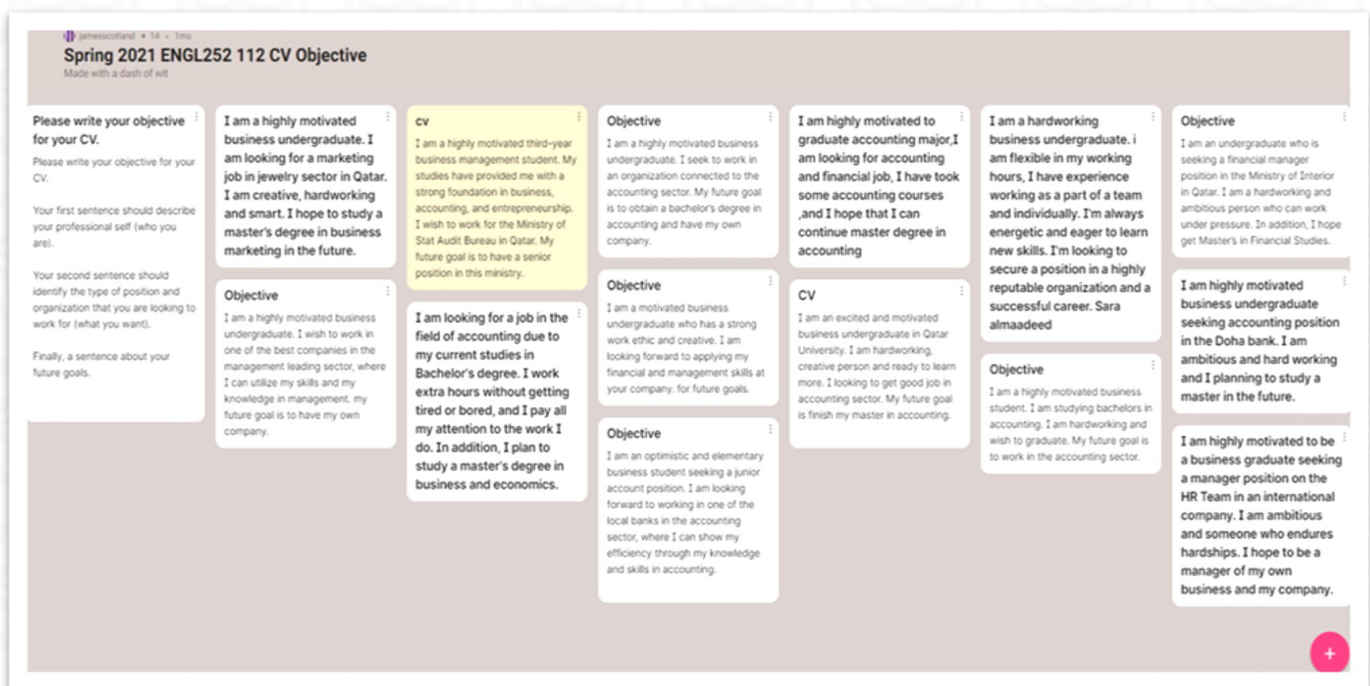 jamesscotland • 14 • 1mo
Spring 2021 ENGL252 112 CV Objective
Made with a dash of wit
Please write your objective
for your CV.
Please write your objective for your
CV.
Your first sentence should describe
your professional self (who you
are).
Your second sentence should
identify the type of position and
organization that you are looking to
work for (what you want).
Finally, a sentence about your
future goals.
I am a highly motivated
business undergraduate. I
am looking for a marketing
job in jewelry sector in Qatar.
I am creative, hardworking
and smart. I hope to study a
master's degree in business
marketing in the future.
Objective
I am a highly motivated business
undergraduate. I wish to work in
one of the best companies in the
management leading sector, where
I can utilize my skills and my
knowledge in management. my
future goal is to have my own
company.
cv
I am a highly motivated third-year
business management student. My
studies have provided me with a
strong foundation in business,
accounting, and entrepreneurship.
I wish to work for the Ministry of
Stat Audit Bureau in Qatar. My
future goal is to have a senior
position in this ministry.
I am looking for a job in the
field of accounting due to
my current studies in
Bachelor's degree. I work
extra hours without getting
tired or bored, and I pay all
my attention to the work I
do. In addition, I plan to
study a master's degree in
business and economics.
Objective
I am a highly motivated business
undergraduate. I seek to work in
an organization connected to the
accounting sector. My future goal
is to obtain a bachelor's degree in
accounting and have my own
company.
Objective
I am a motivated business
undergraduate who has a strong
work ethic and creative. I am
looking forward to applying my
financial and management skills at
your company. for future goals.
Objective
I am an optimistic and elementary
business student seeking a junior
account position. I am looking
forward to working in one of the
local banks in the accounting
sector, where I can show my
efficiency through my knowledge
and skills in accounting.
I am highly motivated to
graduate accounting major,I
am looking for accounting
and financial job, I have took
some accounting courses
,and I hope that I can
continue master degree in
accounting
CV
I am an excited and motivated
business undergraduate in Qatar
University. I am hardworking,
creative person and ready to learn
more. I looking to get good job in
accounting sector. My future goal
is finish my master in accounting.
I am a hardworking
business undergraduate. i
am flexible in my working
hours, I have experience
working as a part of a team
and individually. I'm always
energetic and eager to learn
new skills. I'm looking to
secure a position in a highly
reputable organization and a
successful career. Sara
almaadeed
Objective
I am a highly motivated business
student. I am studying bachelors in
accounting. I am hardworking and
wish to graduate. My future goal is
to work in the accounting sector.
Objective
I am an undergraduate who is
seeking a financial manager
position in the Ministry of Interior
in Qatar. I am a hardworking and
ambitious person who can work
under pressure. In addition, I hope
get Master's in Financial Studies.
I am highly motivated
business undergraduate
seeking accounting position
in the Doha bank. I am
ambitious and hard working
and I planning to study a
master in the future.
I am highly motivated to be
a business graduate seeking
a manager position on the
HR Team in an international
company. I am ambitious
and someone who endures
hardships. I hope to be a
manager of my own
business and my company.
+